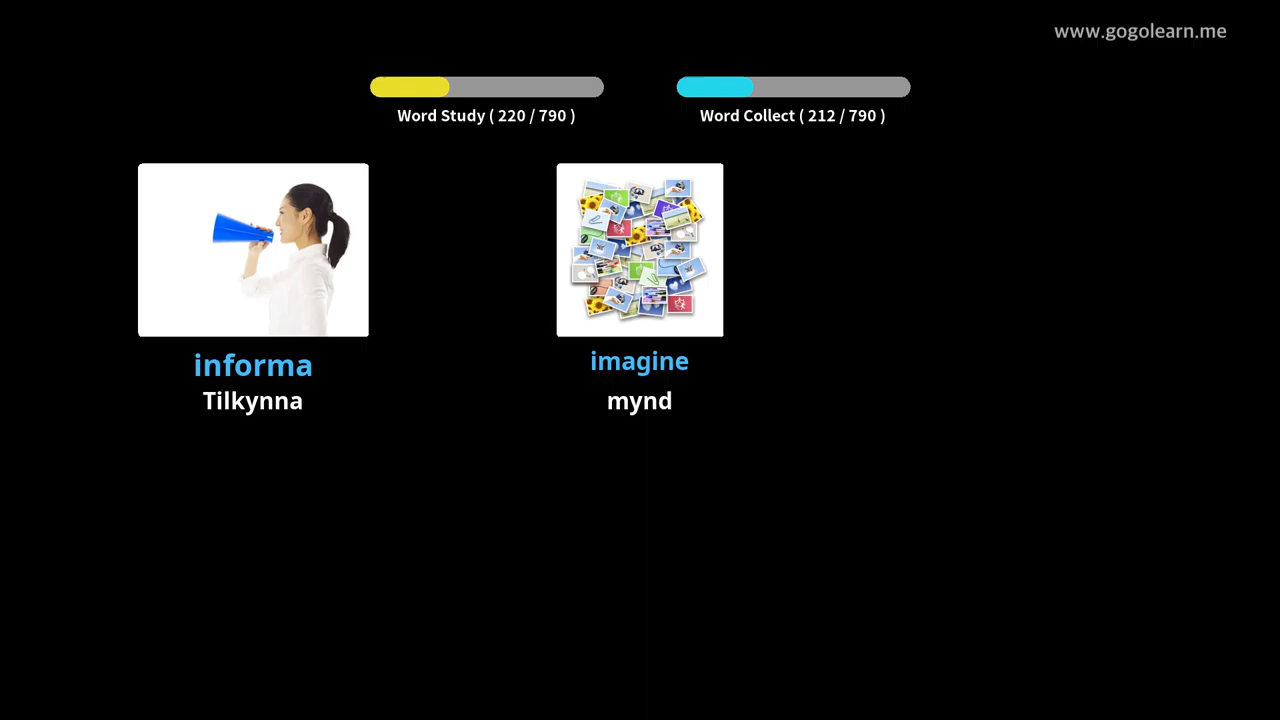 www.gogolearn.me
Word Study ( 220 / 790 )
Word Collect ( 212 / 790 )
informa
Tilkynna
imagine
mynd